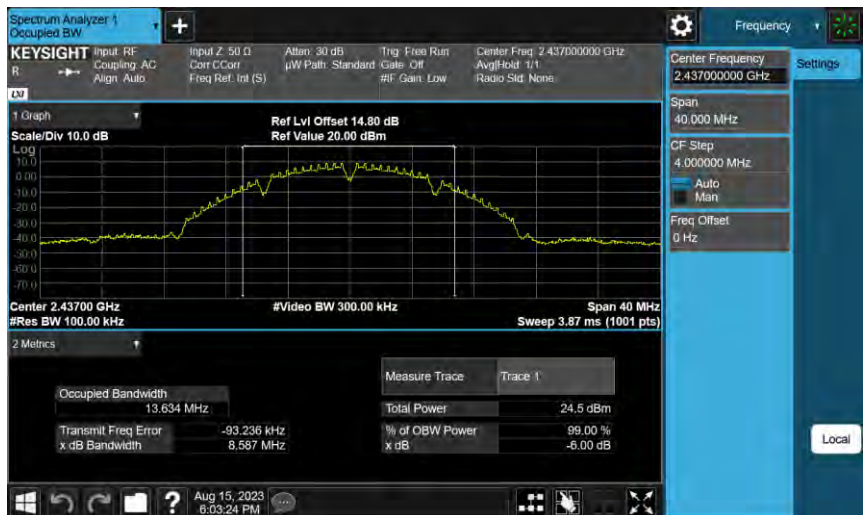 Spectrum Analyzer 1
Occupied BW
+
Frequency
KEYSIGHT Input: RF Input Z: 50 Ω Atten: 30 dB Trig: Free Run Center Freq: 2.437000000 GHz
R Coupling: AC Corr CCorr µW Path: Standard Gate: Off Avg|Hold: 1/1
Align: Auto Freq Ref: Int (S) #IF Gain: Low Radio Std: None
LXI
1 Graph
Ref Lvl Offset 14.80 dB
Scale/Div 10.0 dB Ref Value 20.00 dBm
Log
10.0
0.00
-10.0
-20.0
-30.0
-40.0
-50.0
-60.0
-70.0
Center 2.43700 GHz #Video BW 300.00 kHz Span 40 MHz
#Res BW 100.00 kHz Sweep 3.87 ms (1001 pts)
2 Metrics
Measure Trace Trace 1
Occupied Bandwidth
13.634 MHz Total Power 24.5 dBm
Transmit Freq Error -93.236 kHz % of OBW Power 99.00 %
x dB Bandwidth 8.587 MHz x dB -6.00 dB
Center Frequency
2.437000000 GHz
Settings
Span
40.000 MHz
CF Step
4.000000 MHz
Auto
Man
Freq Offset
0 Hz
Local
? Aug 15, 2023
6:03:24 PM